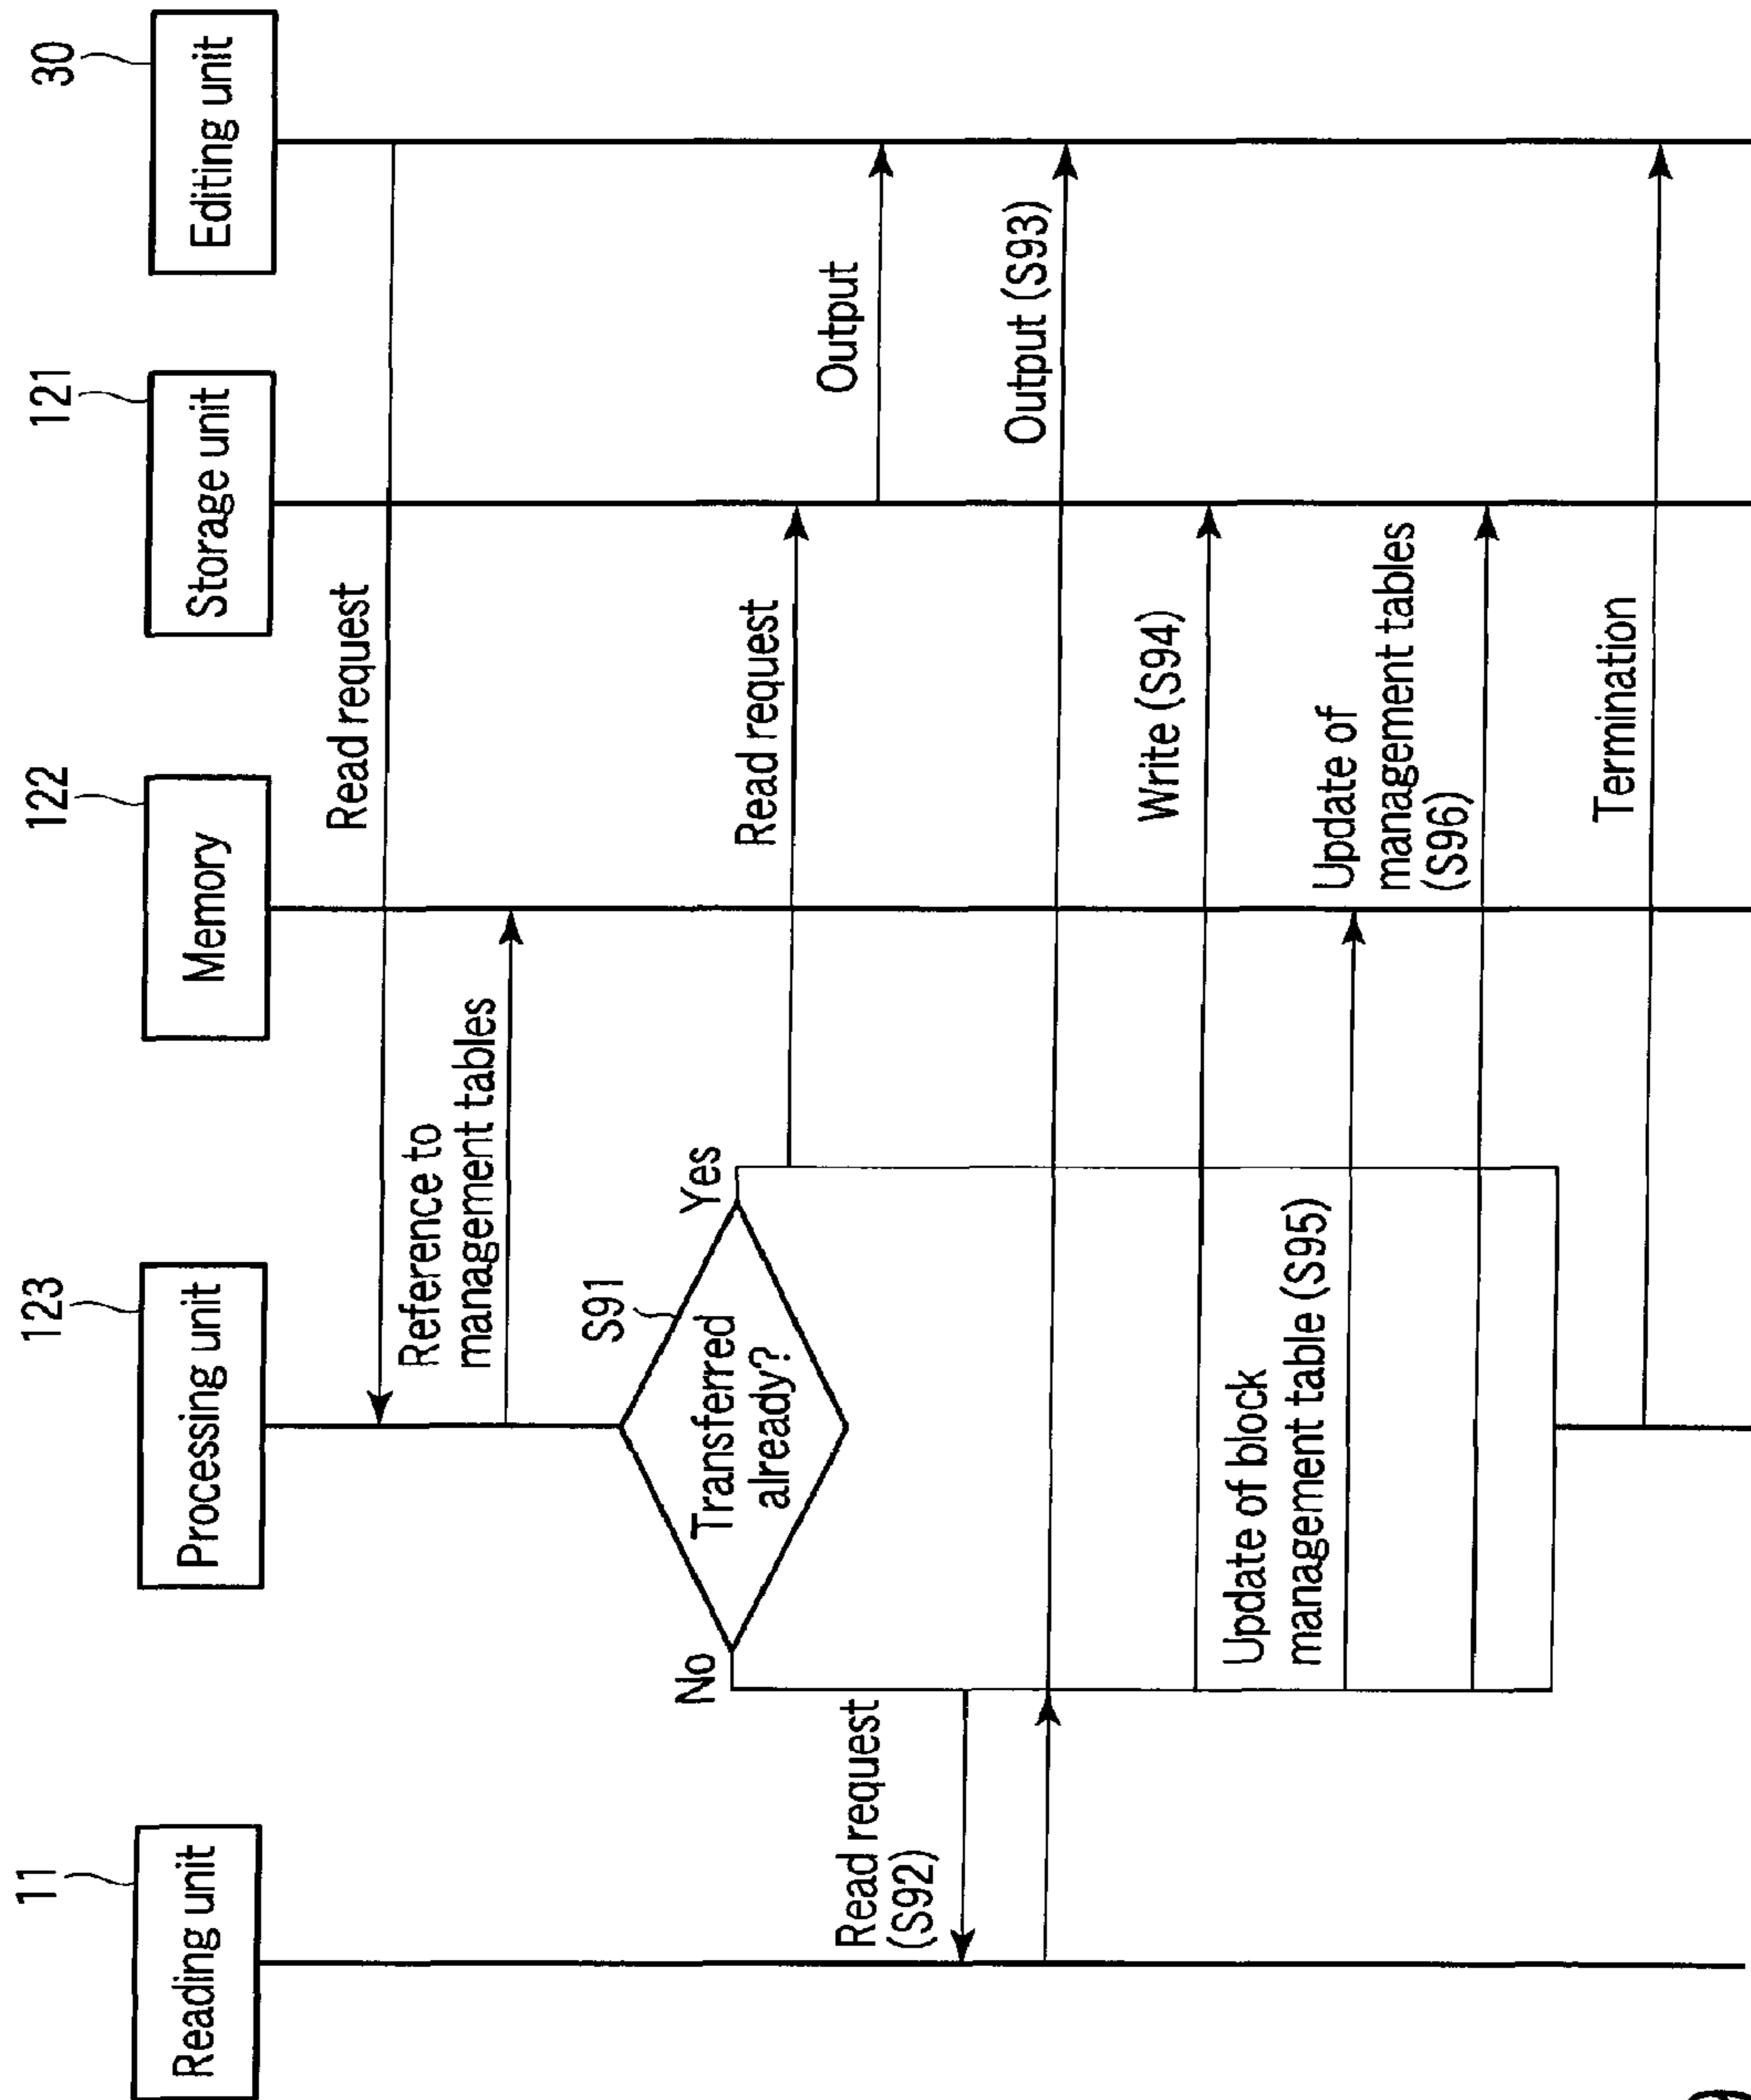 11
123
122
121
30
Reading unit
Processing unit
Memory
Storage unit
Editing unit
Read request
Reference to
management tables
S91
Transferred
already?
No
Yes
Read request
Output
Read request
(S92)
Output (S93)
Write (S94)
Update of block
management table (S95)
Update of
management tables
(S96)
Termination